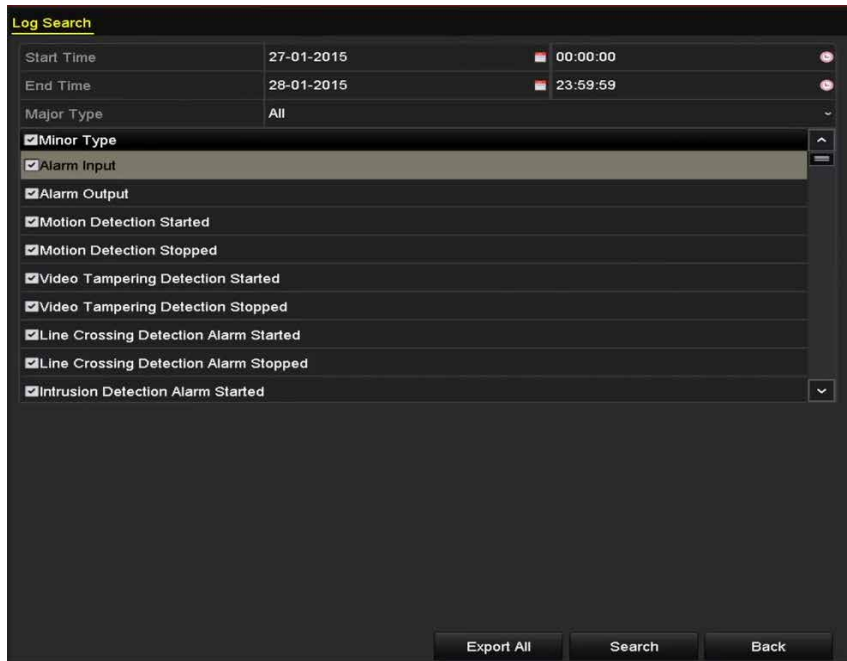 Log Search
Start Time 27-01-2015 00:00:00
End Time 28-01-2015 23:59:59
Major Type All
Minor Type
Alarm Input
Alarm Output
Motion Detection Started
Motion Detection Stopped
Video Tampering Detection Started
Video Tampering Detection Stopped
Line Crossing Detection Alarm Started
Line Crossing Detection Alarm Stopped
Intrusion Detection Alarm Started
Export All Search Back